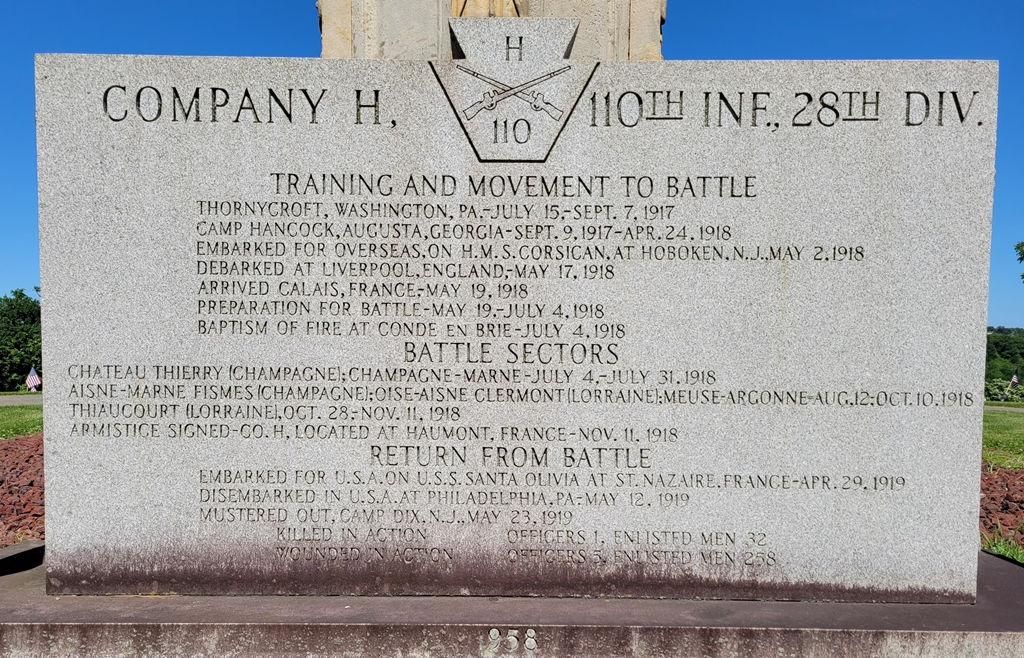 H
COMPANY H, 110 110TH INF., 28TH DIV.
TRAINING AND MOVEMENT TO BATTLE
THORNYCROFT, WASHINGTON, PA.-JULY 15,-SEPT. 7, 1917
CAMP HANCOCK, AUGUSTA, GEORGIA-SEPT. 9, 1917-APR. 24, 1918
EMBARKED FOR OVERSEAS, ON H.M.S. CORSICAN, AT HOBOKEN, N.J., MAY 2, 1918
DEBARKED AT LIVERPOOL, ENGLAND,-MAY 17, 1918
ARRIVED CALAIS, FRANCE,-MAY 19, 1918
PREPARATION FOR BATTLE-MAY 19,-JULY 4, 1918
BAPTISM OF FIRE AT CONDE EN BRIE-JULY 4, 1918
BATTLE SECTORS
CHATEAU THIERRY (CHAMPAGNE); CHAMPAGNE-MARNE-JULY 4,-JULY 31, 1918
AISNE-MARNE FISMES (CHAMPAGNE); OISE-AISNE CLERMONT (LORRAINE); MEUSE-ARGONNE-AUG. 12,-OCT. 10, 1918
THIAUCOURT (LORRAINE), OCT. 28,-NOV. 11, 1918
ARMISTICE SIGNED-CO. H, LOCATED AT HAUMONT, FRANCE-NOV. 11, 1918
RETURN FROM BATTLE
EMBARKED FOR U.S.A. ON U.S.S. SANTA OLIVIA AT ST. NAZAIRE, FRANCE-APR. 29, 1919
DISEMBARKED IN U.S.A. AT PHILADELPHIA, PA.-MAY 12, 1919
MUSTERED OUT, CAMP DIX, N.J., MAY 23, 1919
KILLED IN ACTION OFFICERS 1, ENLISTED MEN 32
WOUNDED IN ACTION OFFICERS 5, ENLISTED MEN 258
958